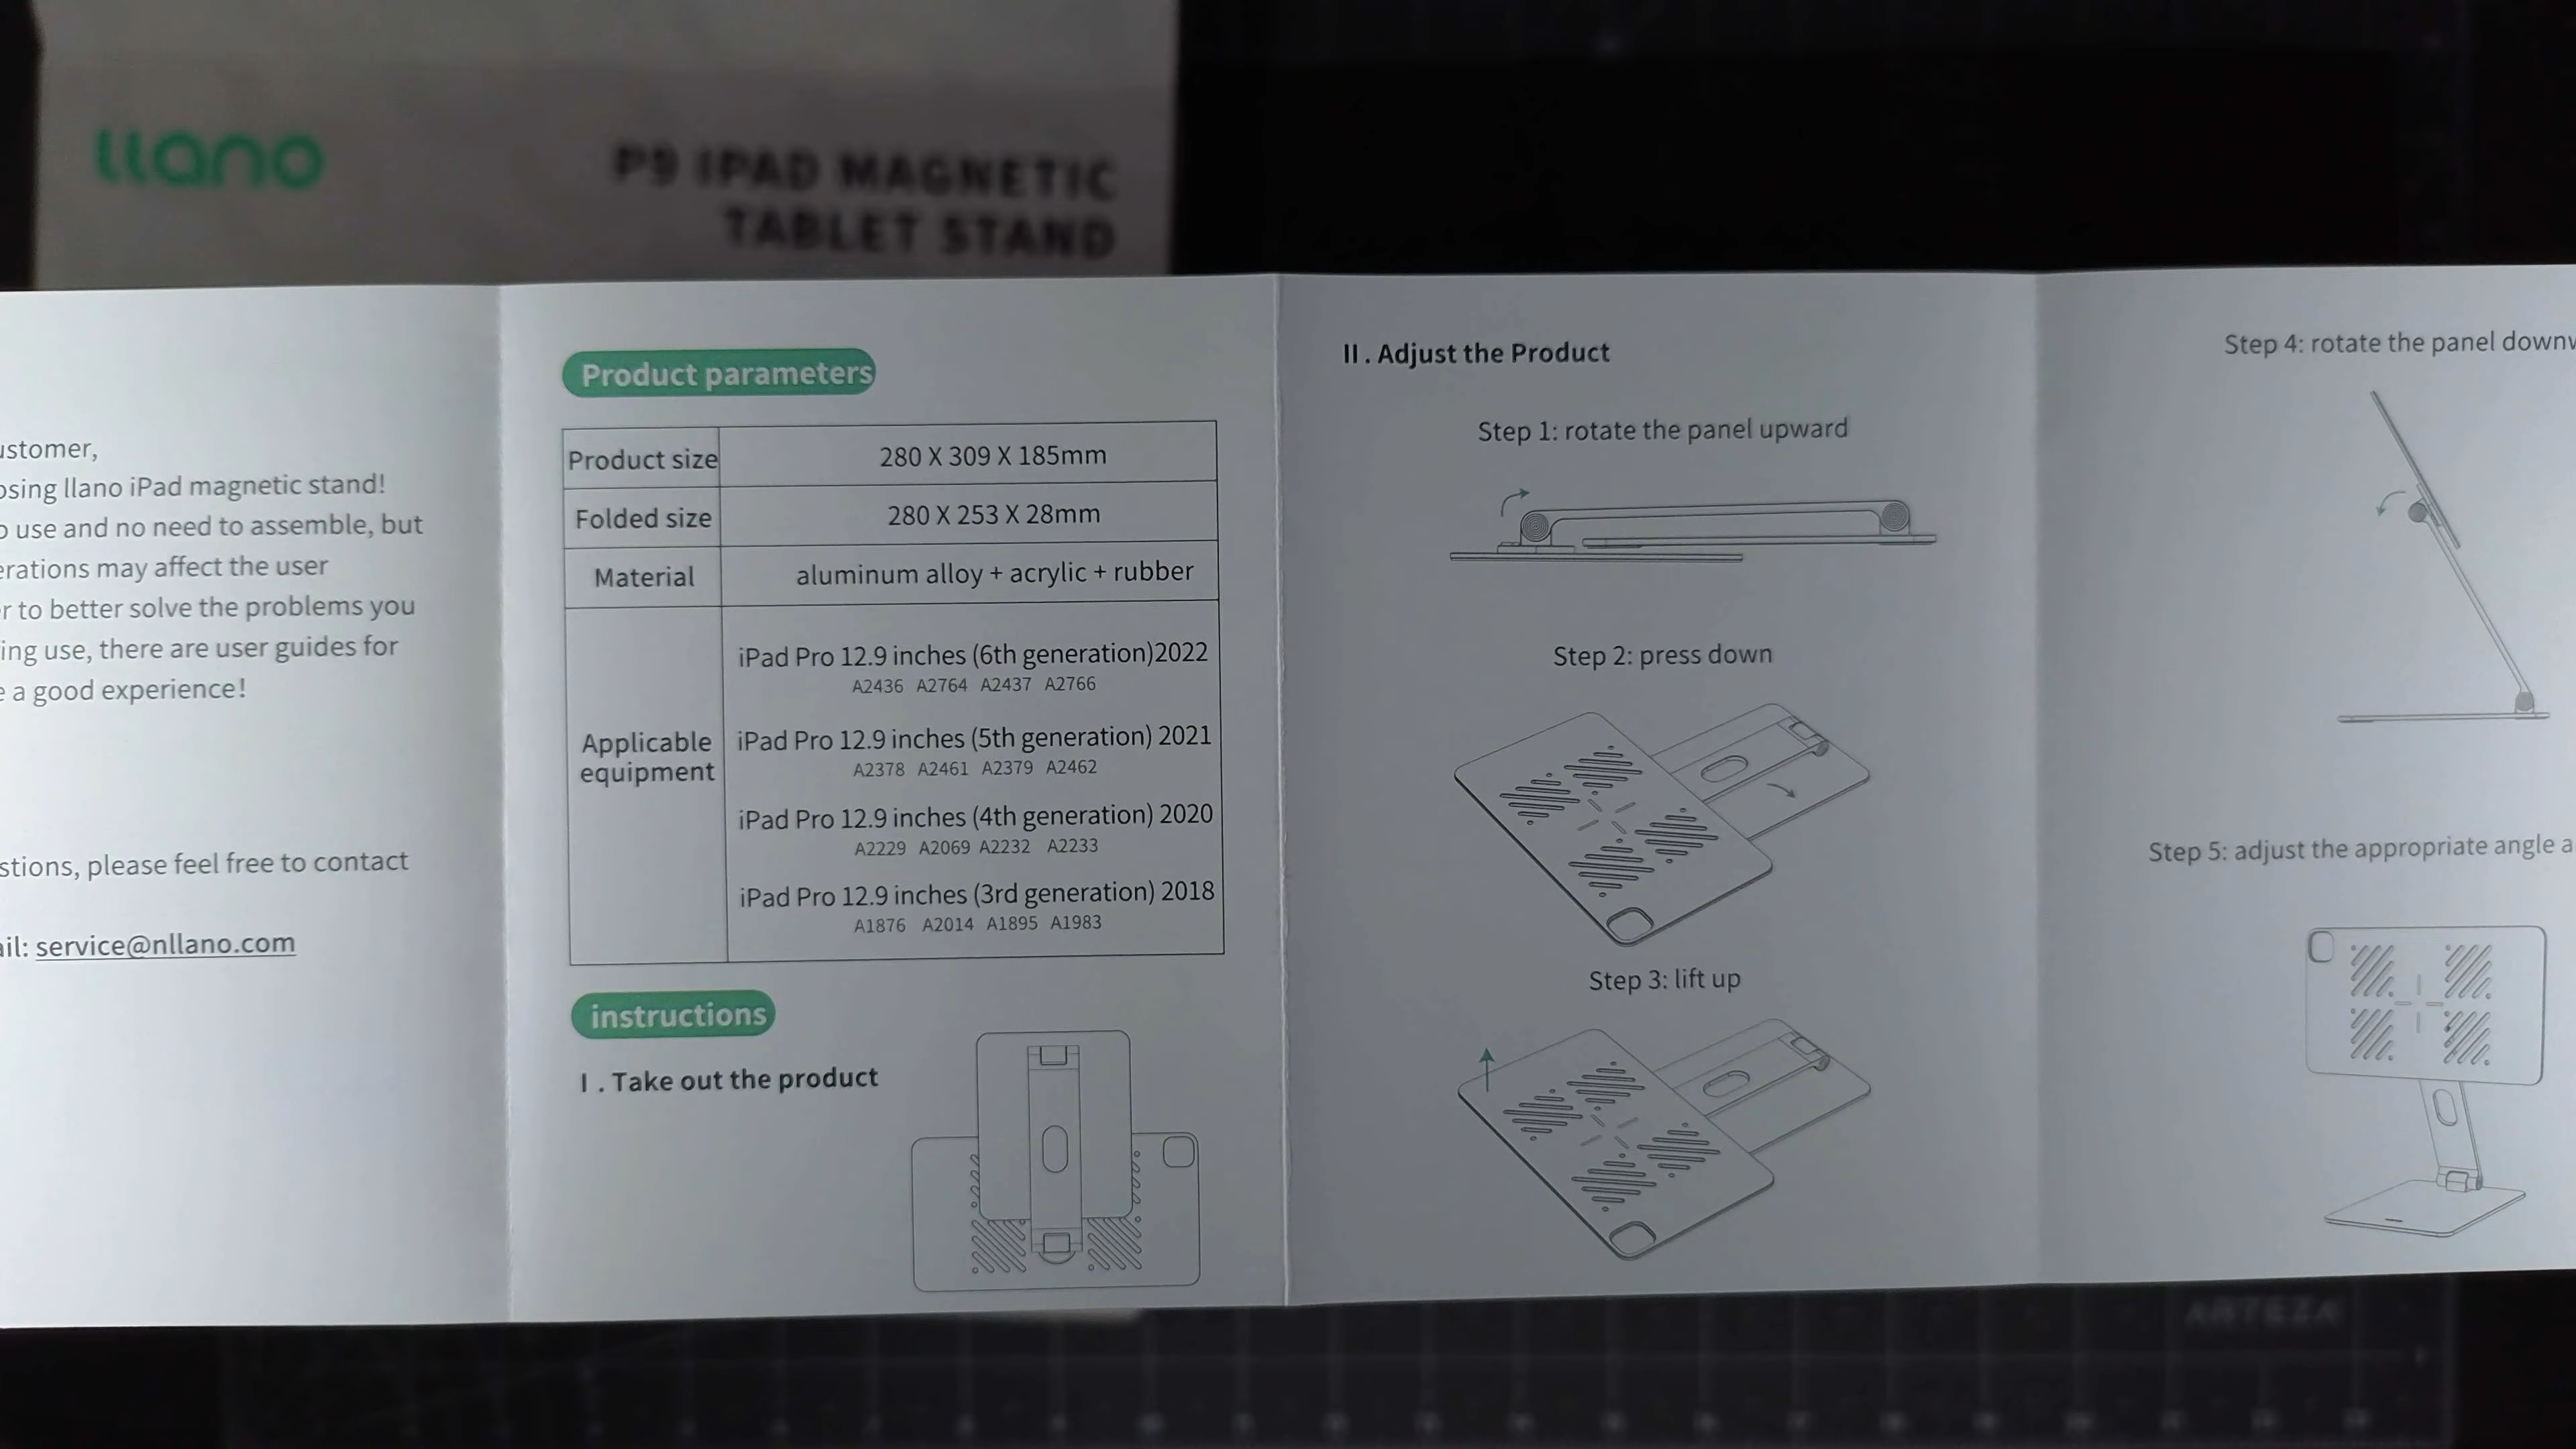 llano
P9 IPAD MAGNETIC
TABLET STAND
ustomer,
osing llano iPad magnetic stand!
o use and no need to assemble, but
erations may affect the user
r to better solve the problems you
ing use, there are user guides for
e a good experience!
stions, please feel free to contact
ail: service@nllano.com
Product parameters
Product size 280 X 309 X 185mm
Folded size 280 X 253 X 28mm
Material aluminum alloy + acrylic + rubber
Applicable
equipment
iPad Pro 12.9 inches (6th generation)2022
A2436 A2764 A2437 A2766
iPad Pro 12.9 inches (5th generation) 2021
A2378 A2461 A2379 A2462
iPad Pro 12.9 inches (4th generation) 2020
A2229 A2069 A2232 A2233
iPad Pro 12.9 inches (3rd generation) 2018
A1876 A2014 A1895 A1983
instructions
I . Take out the product
II . Adjust the Product
Step 1: rotate the panel upward
Step 2: press down
Step 3: lift up
Step 4: rotate the panel down
Step 5: adjust the appropriate angle a
ARTEZA